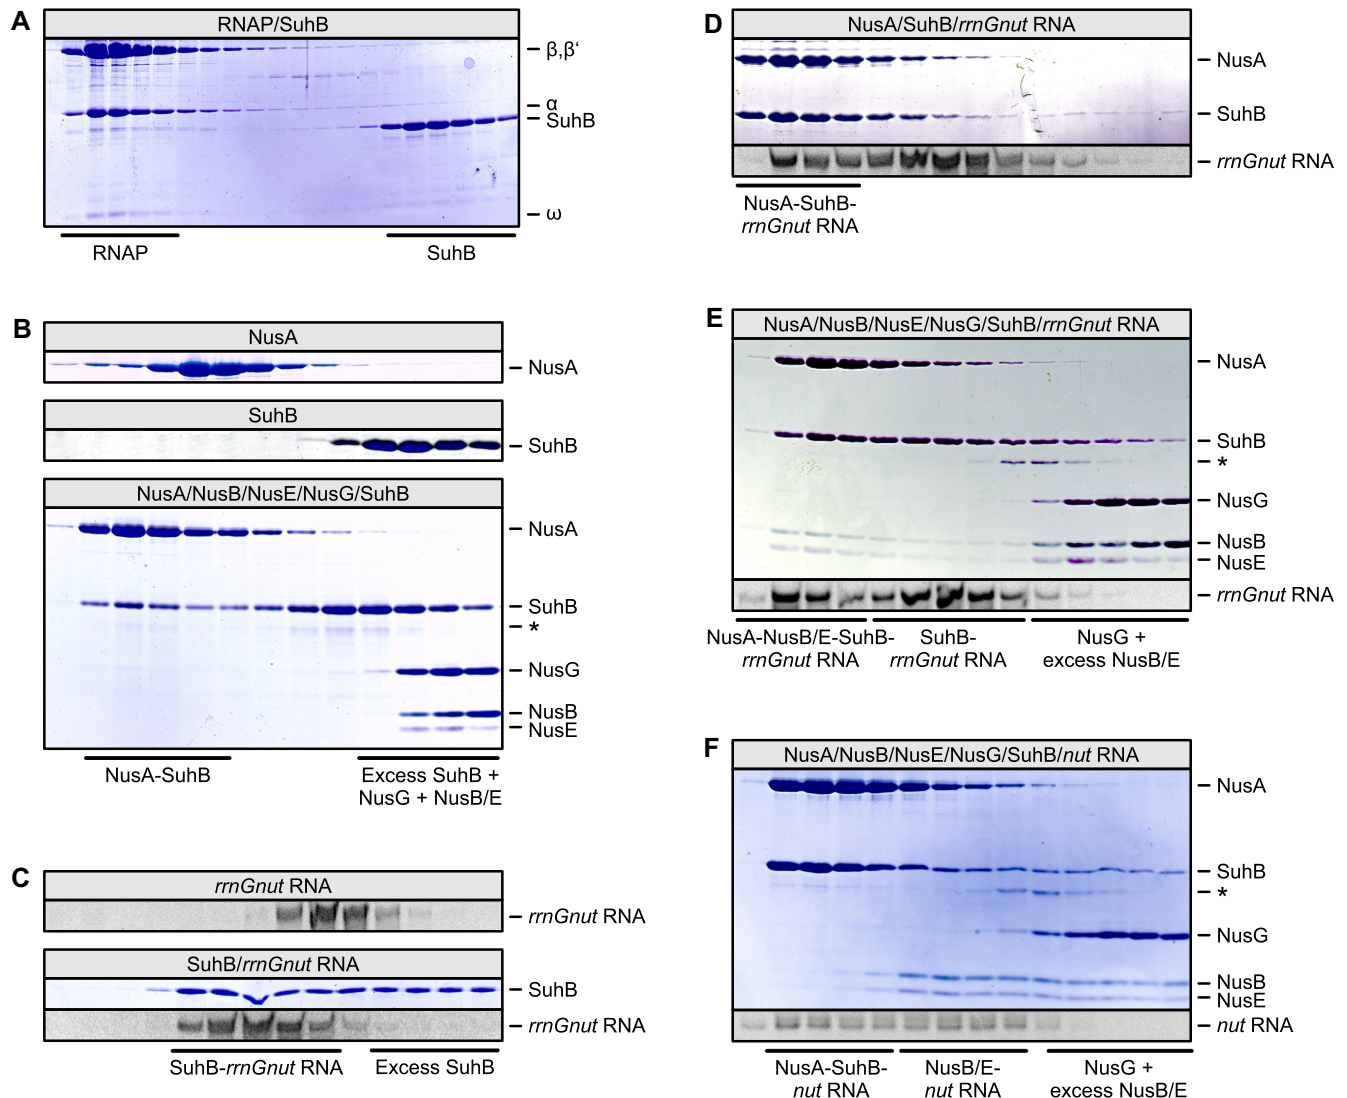 A
RNAP/SuhB
β,β‘
α
SuhB
ω
RNAP
SuhB
B
NusA
NusA
SuhB
SuhB
NusA/NusB/NusE/NusG/SuhB
NusA
SuhB
*
NusG
NusB
NusE
NusA-SuhB
Excess SuhB +
NusG + NusB/E
C
rrnGnut RNA
rrnGnut RNA
SuhB/rrnGnut RNA
SuhB
rrnGnut RNA
SuhB-rrnGnut RNA
Excess SuhB
D
NusA/SuhB/rrnGnut RNA
NusA
SuhB
rrnGnut RNA
NusA-SuhB-
rrnGnut RNA
E
NusA/NusB/NusE/NusG/SuhB/rrnGnut RNA
NusA
SuhB
*
NusG
NusB
NusE
rrnGnut RNA
NusA-NusB/E-SuhB-
rrnGnut RNA
SuhB-
rrnGnut RNA
NusG +
excess NusB/E
F
NusA/NusB/NusE/NusG/SuhB/nut RNA
NusA
SuhB
*
NusG
NusB
NusE
nut RNA
NusA-SuhB-
nut RNA
NusB/E-
nut RNA
NusG +
excess NusB/E